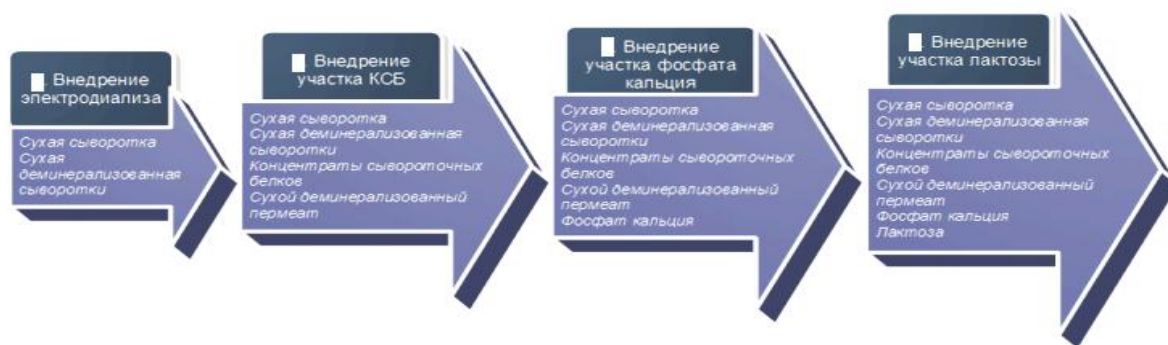 Внедрение
электродиализа
Сухая сыворотка
Сухая
деминерализованная
сыворотки
Внедрение
участка КСБ
Сухая сыворотка
Сухая деминерализованная
сыворотки
Концентраты сывороточных
белков
Сухой деминерализованный
пермеат
Внедрение
участка фосфата
кальция
Сухая сыворотка
Сухая деминерализованная
сыворотки
Концентраты сывороточных
белков
Сухой деминерализованный
пермеат
Фосфат кальция
Внедрение
участка лактозы
Сухая сыворотка
Сухая деминерализованная
сыворотки
Концентраты сывороточных
белков
Сухой деминерализованный
пермеат
Фосфат кальция
Лактоза